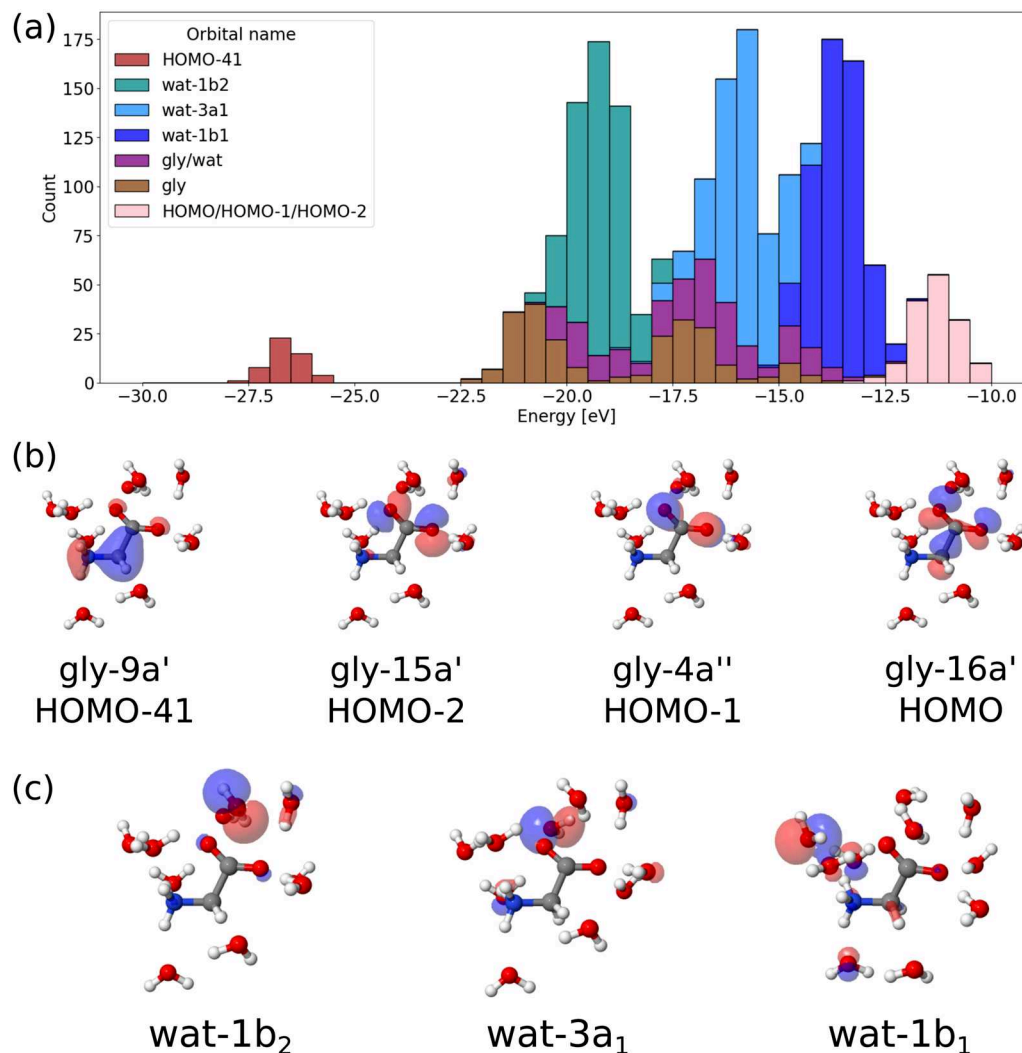 (a)
Orbital name
HOMO-41
wat-1b2
wat-3a1
wat-1b1
gly/wat
gly
HOMO/HOMO-1/HOMO-2
Count
175
150
125
100
75
50
25
0
−30.0 −27.5 −25.0 −22.5 −20.0 −17.5 −15.0 −12.5 −10.0
Energy [eV]
(b)
gly-9a' gly-15a' gly-4a'' gly-16a'
HOMO-41 HOMO-2 HOMO-1 HOMO
(c)
wat-1b₂ wat-3a₁ wat-1b₁